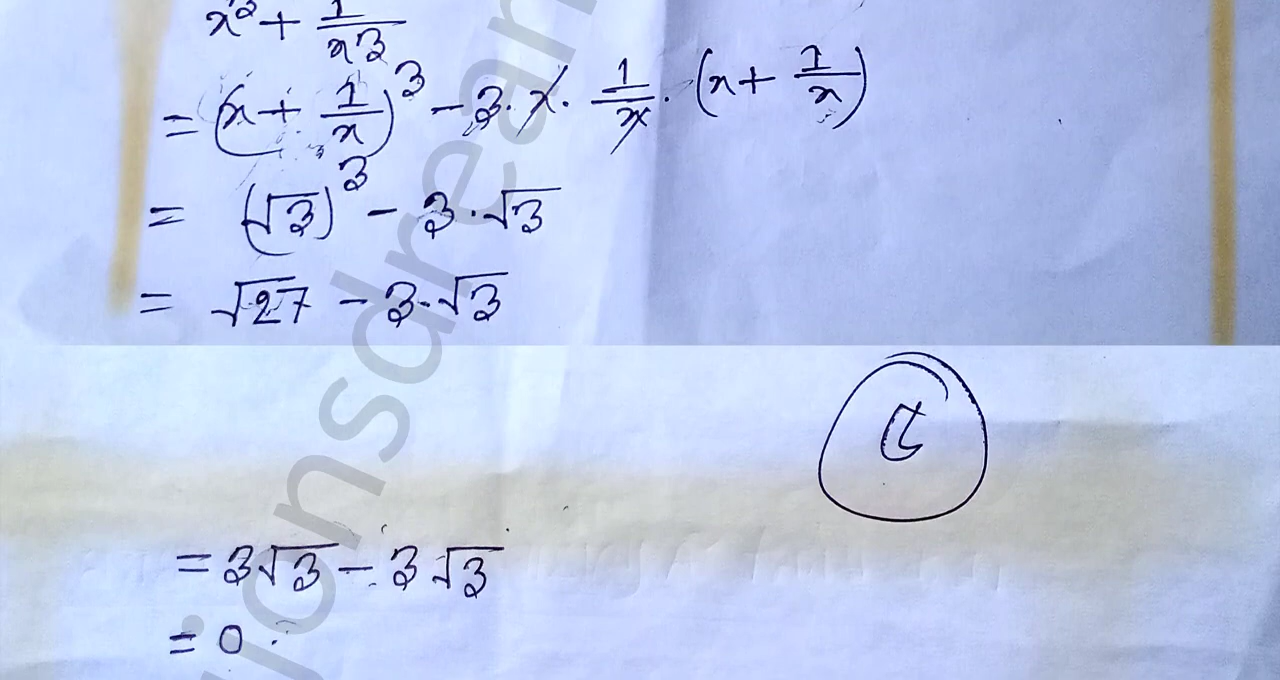 x³ + 1/x³
= (x + 1/x)³ - 3·x·1/x·(x + 1/x)
= (√3)³ - 3·√3
= √27 - 3·√3
C
= 3√3 - 3√3
= 0